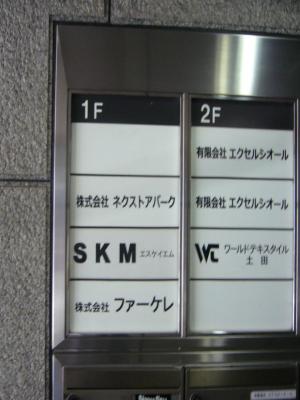 1F
株式会社 ネクストアパーク
SKM エスケイエム
株式会社 ファーケレ
2F
有限会社 エクセルシオール
有限会社 エクセルシオール
WT ワールドテキスタイル
土田